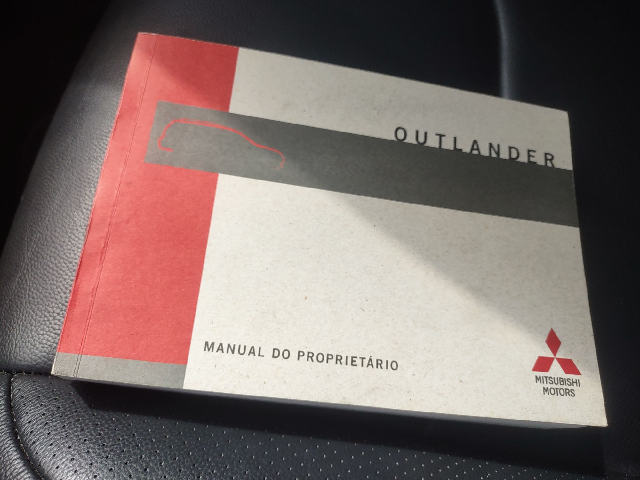 OUTLANDER
MANUAL DO PROPRIETÁRIO
MITSUBISHI
MOTORS